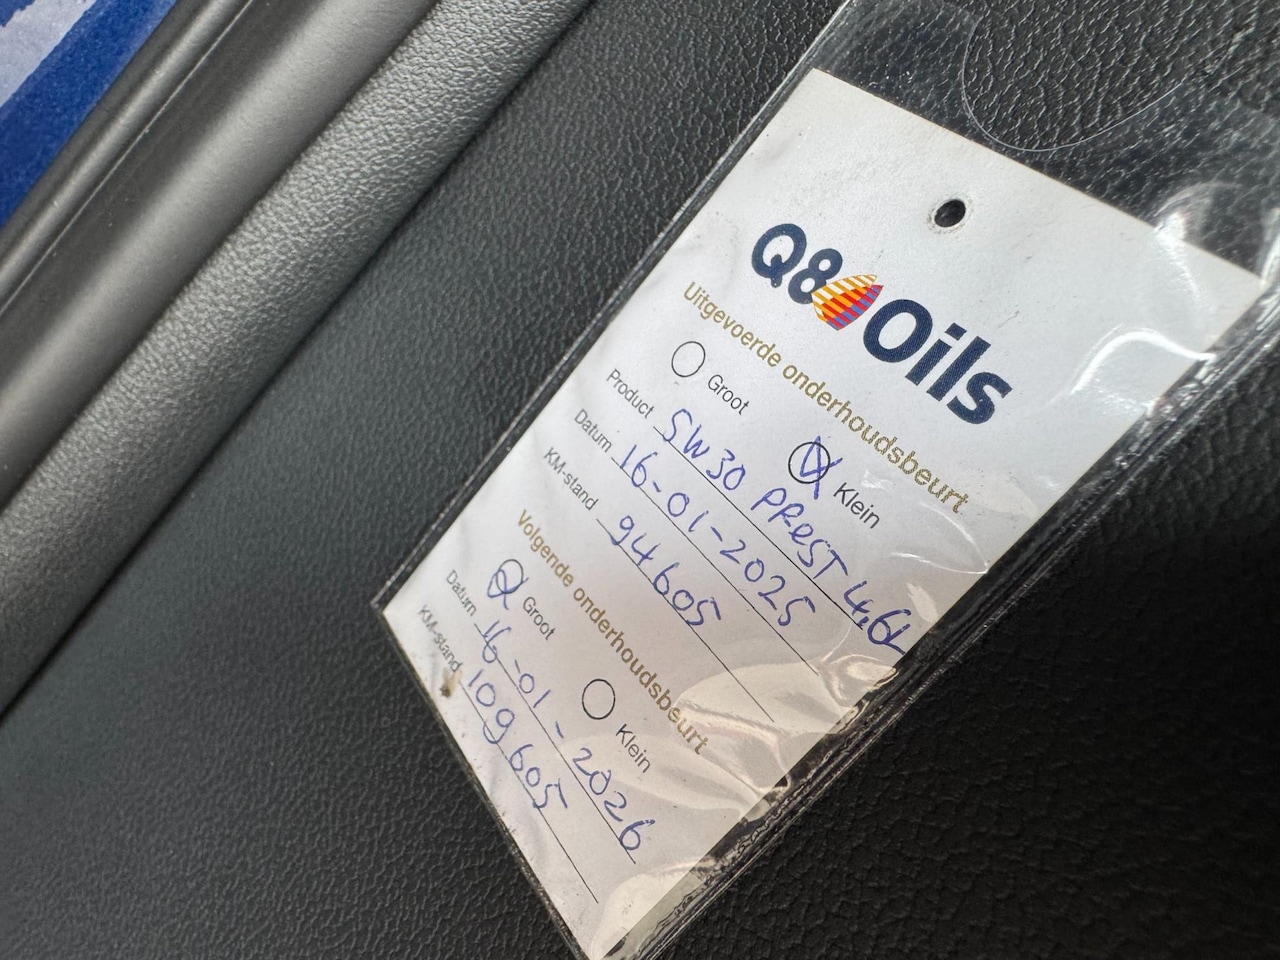 Q8 Oils
Uitgevoerde onderhoudsbeurt
Groot Klein
Product 5W30 PREST 4,6L
Datum 16-01-2025
KM-stand 94605
Volgende onderhoudsbeurt
Groot Klein
Datum 16-01-2026
KM-stand 109605